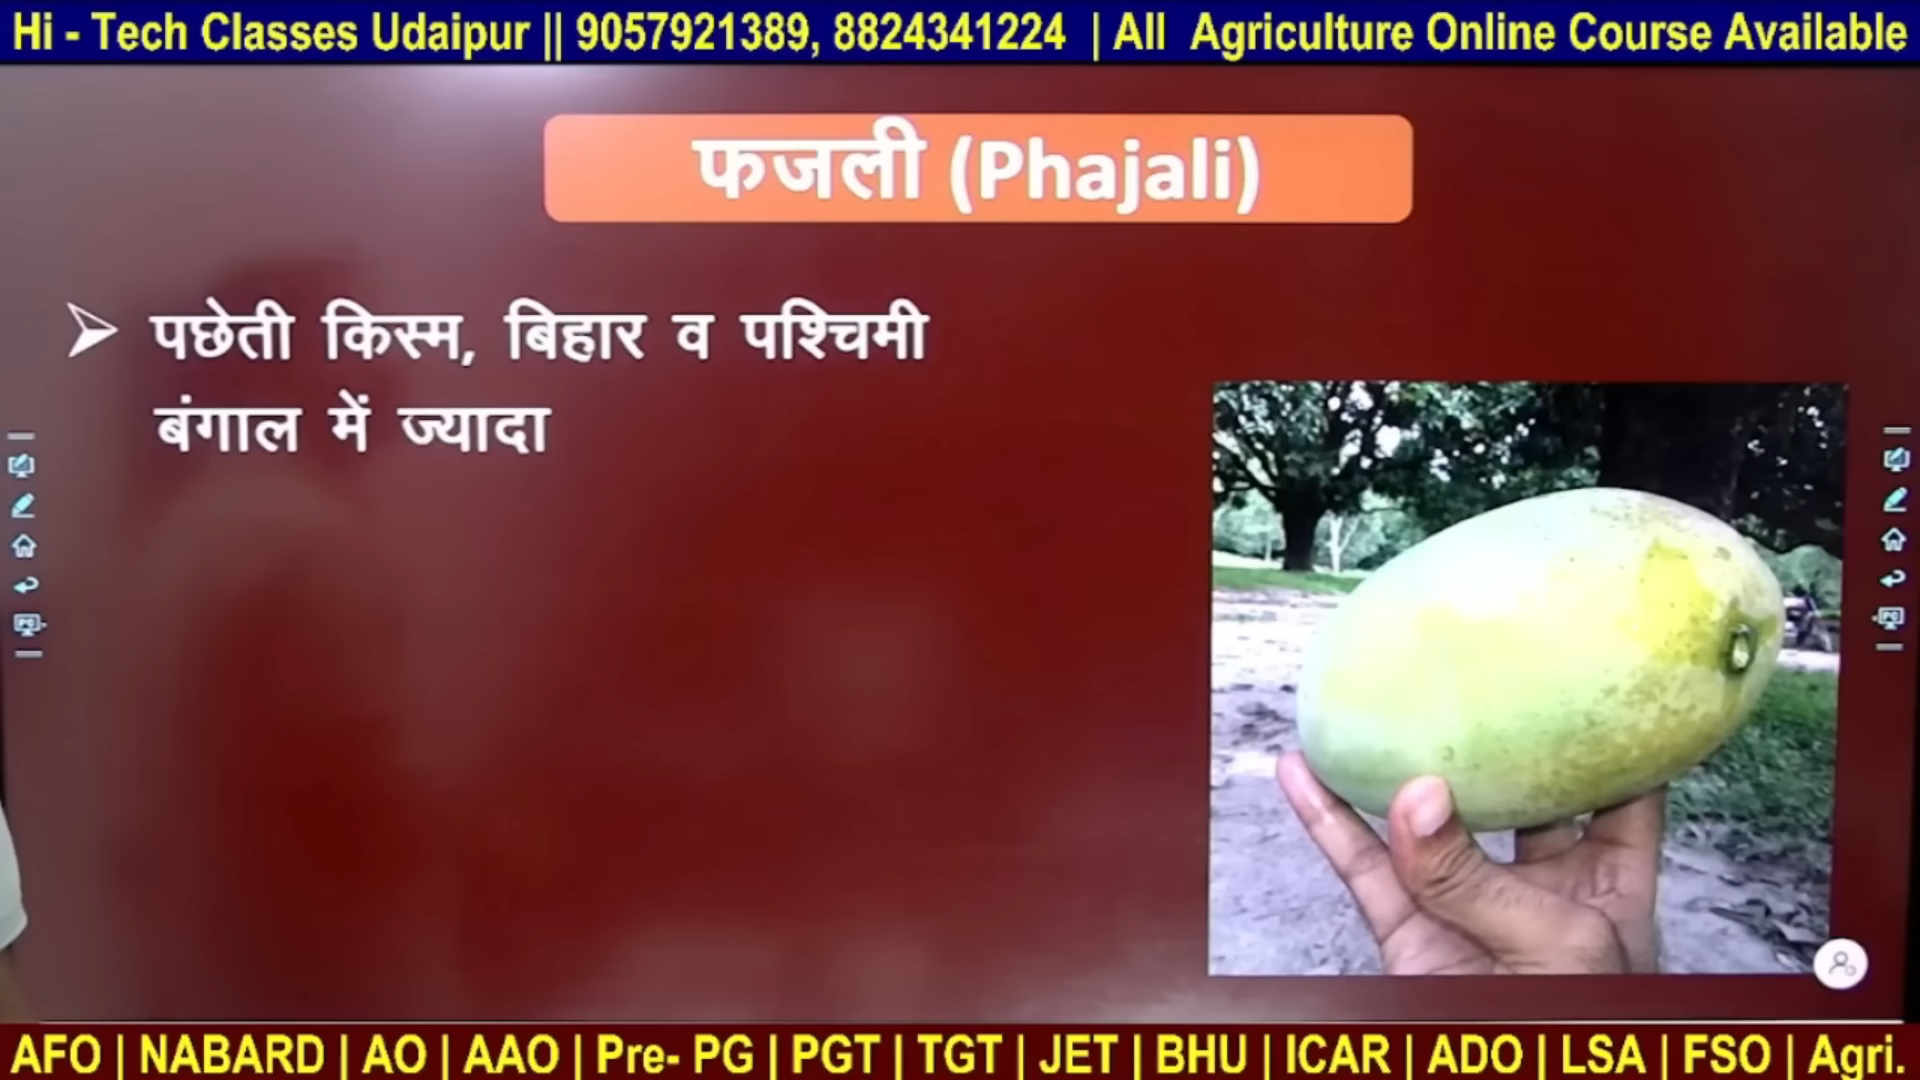 Hi - Tech Classes Udaipur || 9057921389, 8824341224 | All Agriculture Online Course Available
फजली (Phajali)
➢ पछेती किस्म, बिहार व पश्चिमी
बंगाल में ज्यादा
AFO | NABARD | AO | AAO | Pre- PG | PGT | TGT | JET | BHU | ICAR | ADO | LSA | FSO | Agri.